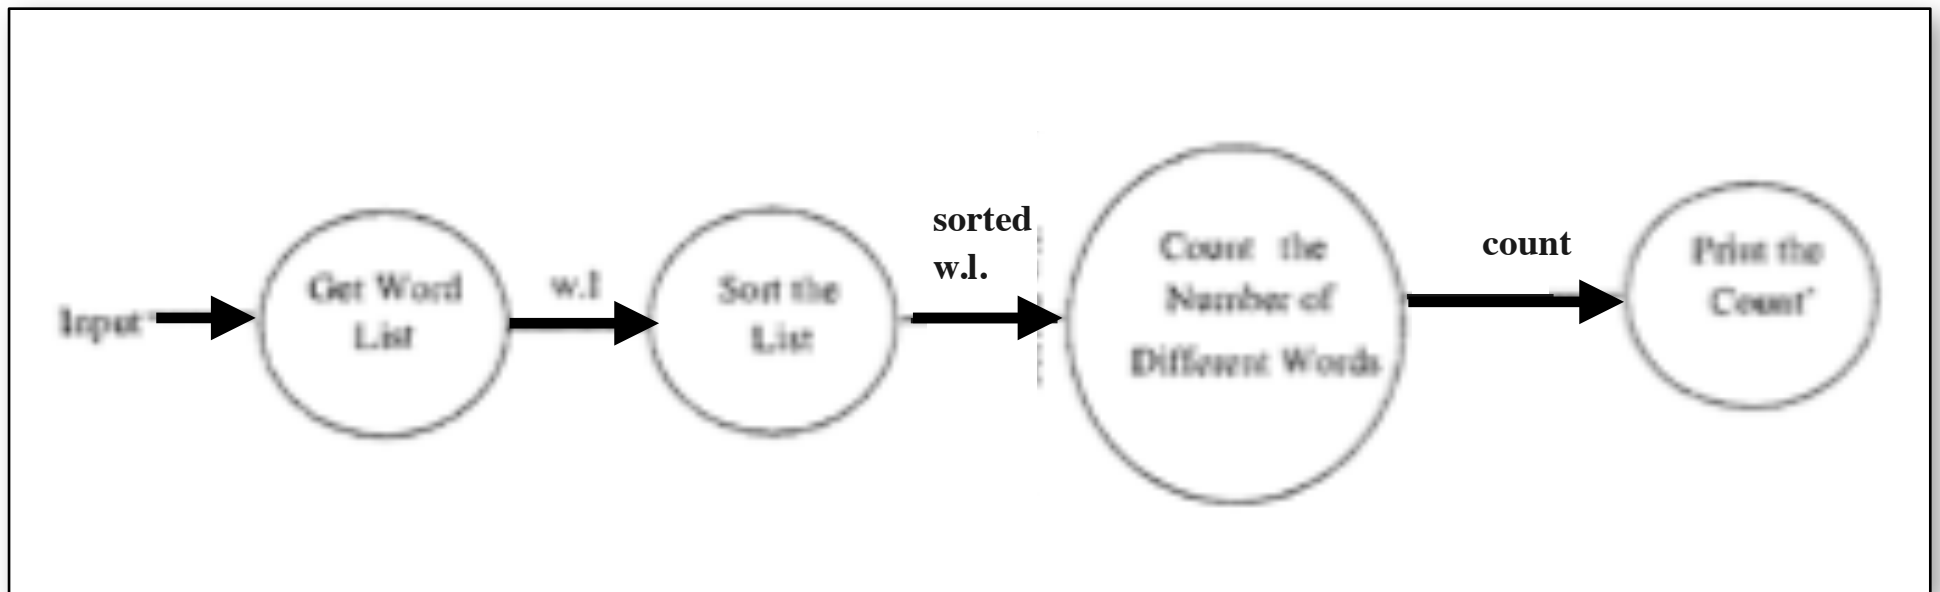 Input
Get Word
List
w.l
Sort the
List
sorted
w.l.
Count the
Number of
Different Words
count
Print the
Count